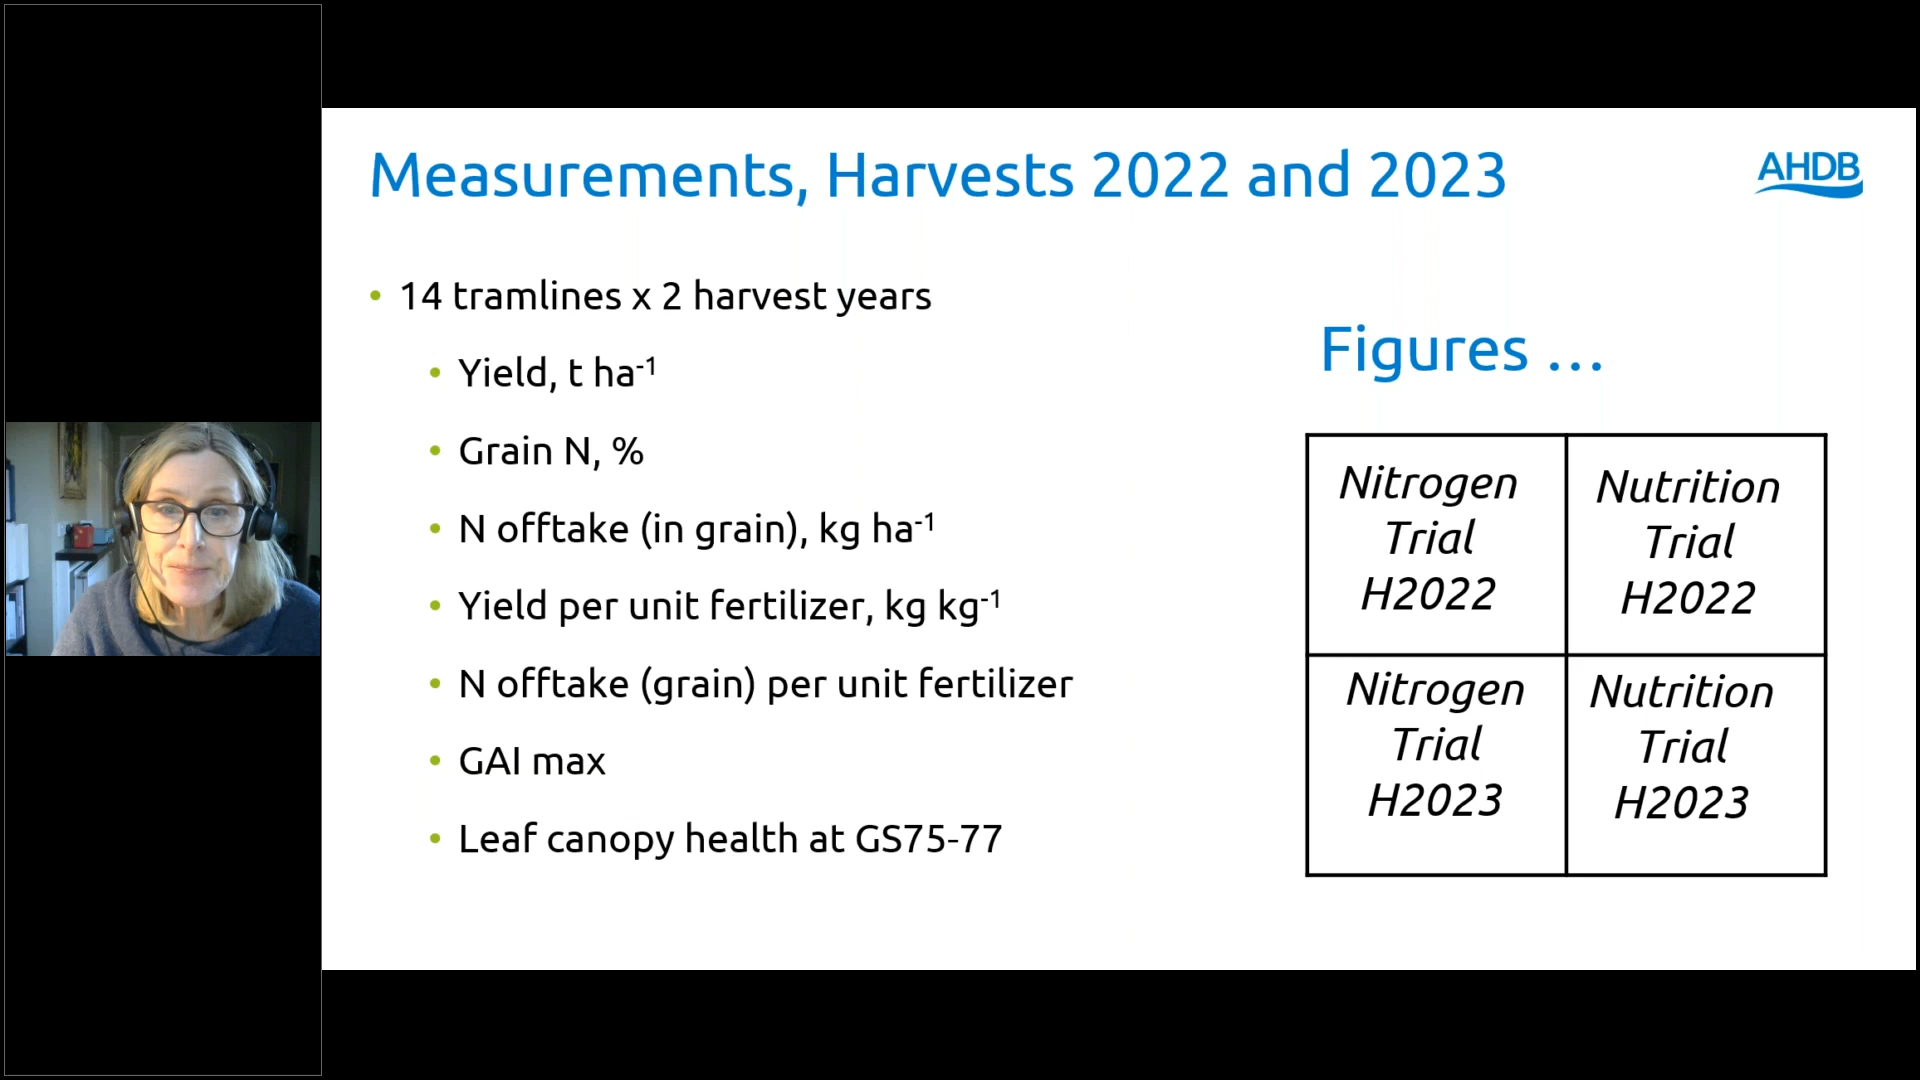 Measurements, Harvests 2022 and 2023
AHDB
• 14 tramlines x 2 harvest years
• Yield, t ha⁻¹
• Grain N, %
• N offtake (in grain), kg ha⁻¹
• Yield per unit fertilizer, kg kg⁻¹
• N offtake (grain) per unit fertilizer
• GAI max
• Leaf canopy health at GS75-77
Figures …
Nitrogen
Trial
H2022
Nutrition
Trial
H2022
Nitrogen
Trial
H2023
Nutrition
Trial
H2023